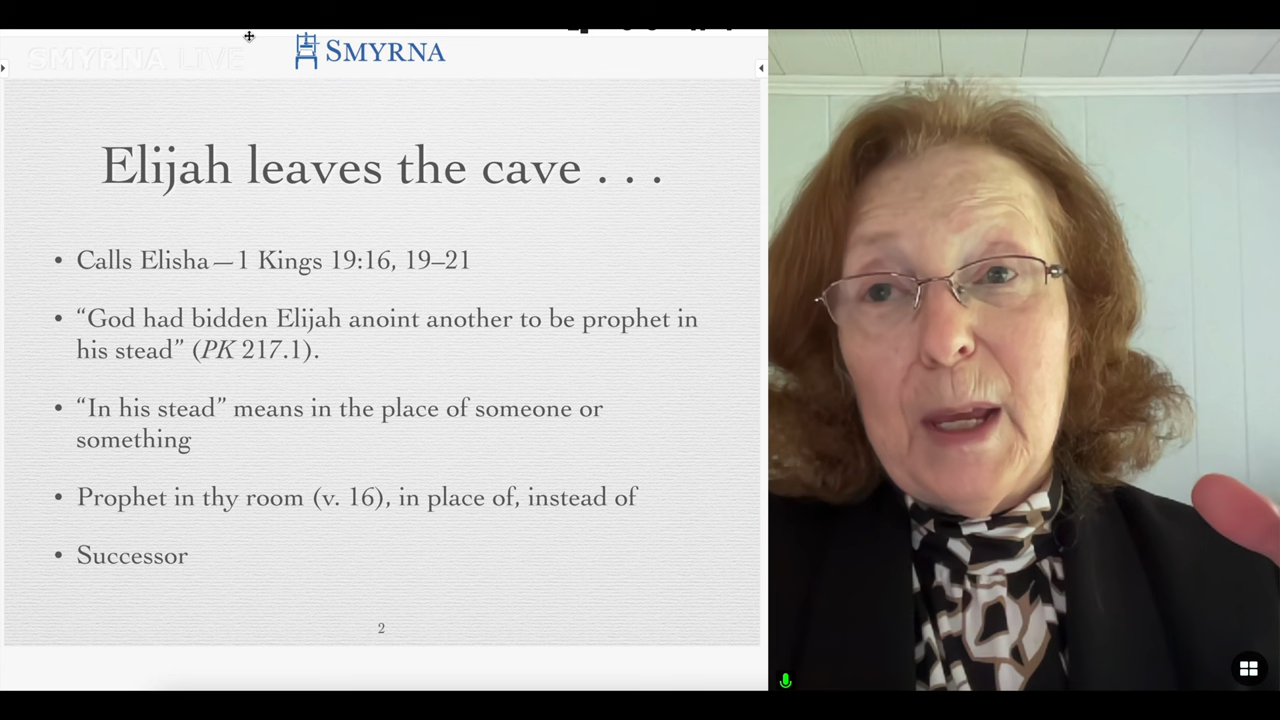 SMYRNA LIVE
SMYRNA
Elijah leaves the cave . . .
• Calls Elisha—1 Kings 19:16, 19–21
• “God had bidden Elijah anoint another to be prophet in
his stead” (PK 217.1).
• “In his stead” means in the place of someone or
something
• Prophet in thy room (v. 16), in place of, instead of
• Successor
2